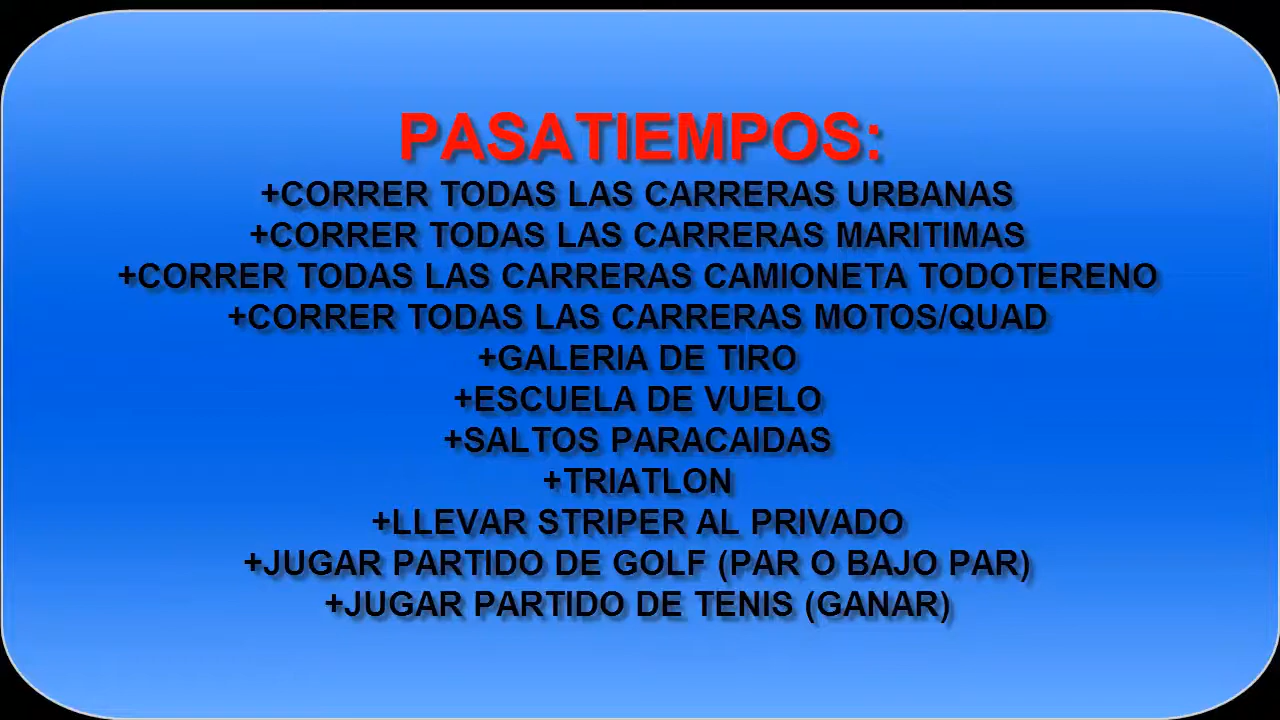 PASATIEMPOS:
+CORRER TODAS LAS CARRERAS URBANAS
+CORRER TODAS LAS CARRERAS MARITIMAS
+CORRER TODAS LAS CARRERAS CAMIONETA TODOTERENO
+CORRER TODAS LAS CARRERAS MOTOS/QUAD
+GALERIA DE TIRO
+ESCUELA DE VUELO
+SALTOS PARACAIDAS
+TRIATLON
+LLEVAR STRIPER AL PRIVADO
+JUGAR PARTIDO DE GOLF (PAR O BAJO PAR)
+JUGAR PARTIDO DE TENIS (GANAR)